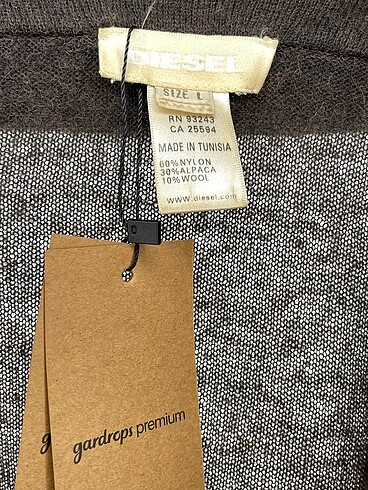 DIESEL
SIZE L
RN 93243
CA 25594
MADE IN TUNISIA
60%NYLON
30%ALPACA
10%WOOL
www.diesel.com
gardrops premium
g